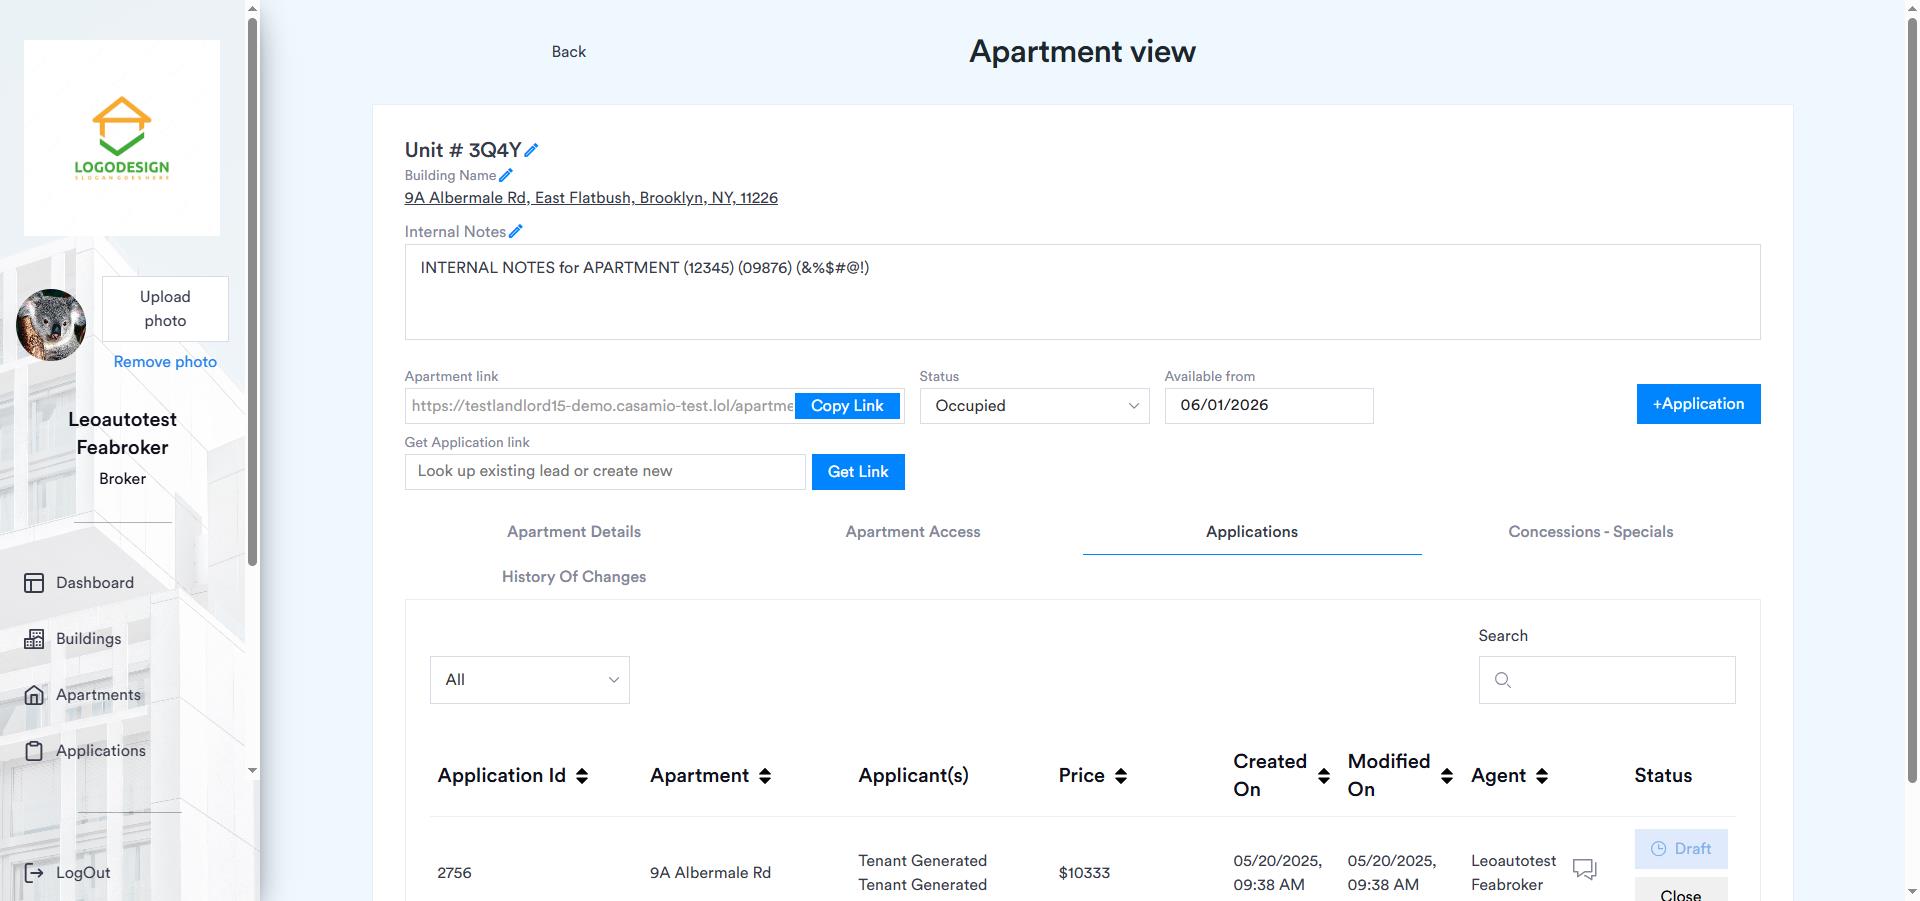 Back
Apartment view
LOGODESIGN
SLOGAN GOES HERE
Upload
photo
Remove photo
Leoautotest
Feabroker
Broker
Dashboard
Buildings
Apartments
Applications
LogOut
Unit # 3Q4Y
Building Name
9A Albermale Rd, East Flatbush, Brooklyn, NY, 11226
Internal Notes
INTERNAL NOTES for APARTMENT (12345) (09876) (&%$#@!)
Apartment link
https://testlandlord15-demo.casamio-test.lol/apartme
Copy Link
Status
Occupied
Available from
06/01/2026
+Application
Get Application link
Look up existing lead or create new
Get Link
Apartment Details
Apartment Access
Applications
Concessions - Specials
History Of Changes
Search
All
Application Id
Apartment
Applicant(s)
Price
Created
On
Modified
On
Agent
Status
2756
9A Albermale Rd
Tenant Generated
Tenant Generated
$10333
05/20/2025,
09:38 AM
05/20/2025,
09:38 AM
Leoautotest
Feabroker
Draft
Close